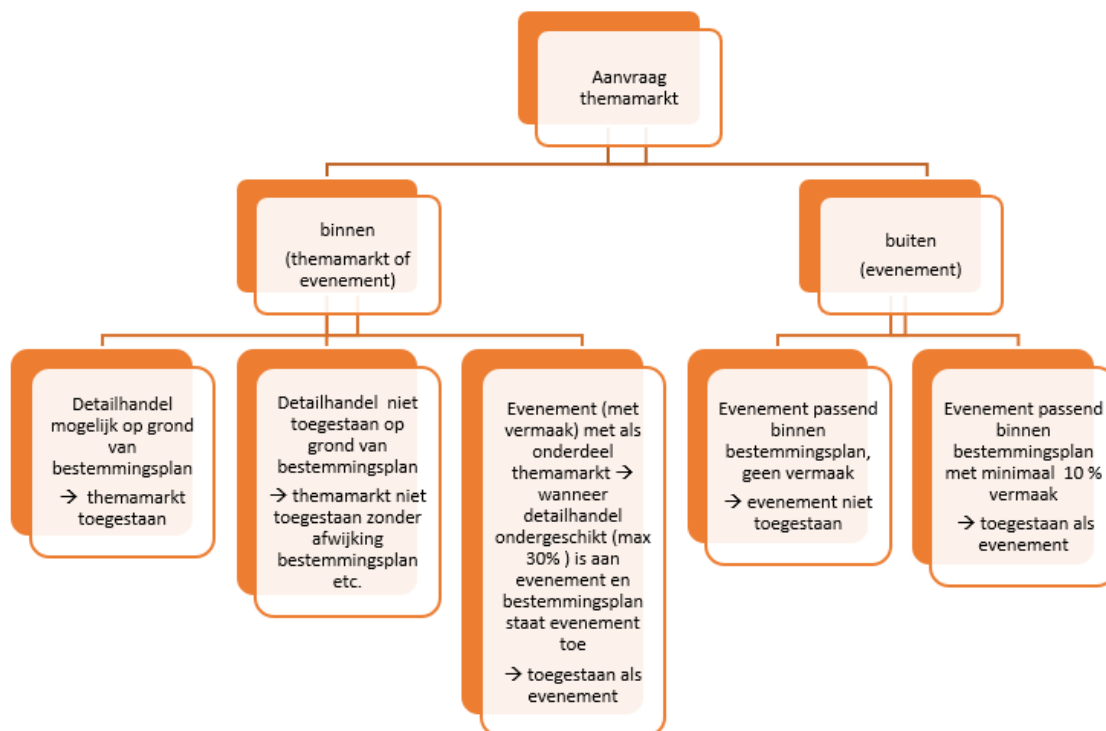 Aanvraag
themamarkt
binnen
(themamarkt of
evenement)
buiten
(evenement)
Detailhandel
mogelijk op grond
van
bestemmingsplan
→ themamarkt
toegestaan
Detailhandel niet
toegestaan op
grond van
bestemmingsplan
→ themamarkt niet
toegestaan zonder
afwijking
bestemmingsplan
etc.
Evenement (met
vermaak) met als
onderdeel
themamarkt →
wanneer
detailhandel
ondergeschikt (max
30% ) is aan
evenement en
bestemmingsplan
staat evenement
toe
→ toegestaan als
evenement
Evenement passend
binnen
bestemmingsplan,
geen vermaak
→ evenement niet
toegestaan
Evenement passend
binnen
bestemmingsplan
met minimaal 10 %
vermaak
→ toegestaan als
evenement